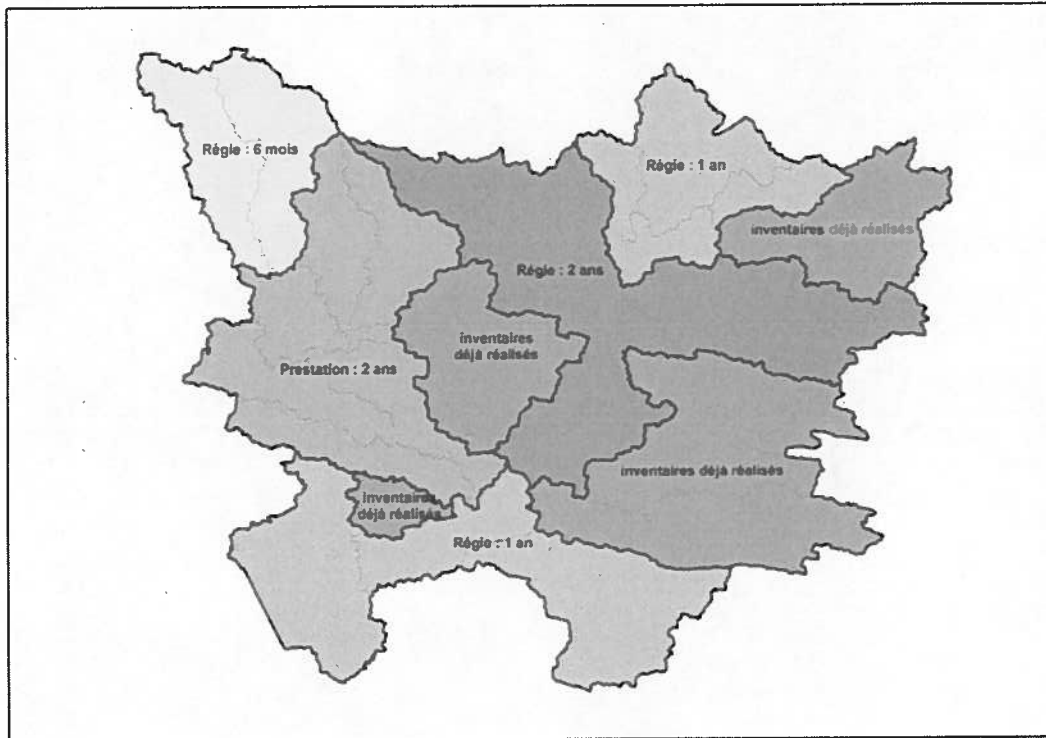 Régie : 6 mois
Régie : 1 an
inventaires déjà réalisés
Régie : 2 ans
inventaires
déjà réalisés
Prestation : 2 ans
inventaires déjà réalisés
Inventaires
déjà réalisés
Régie : 1 an